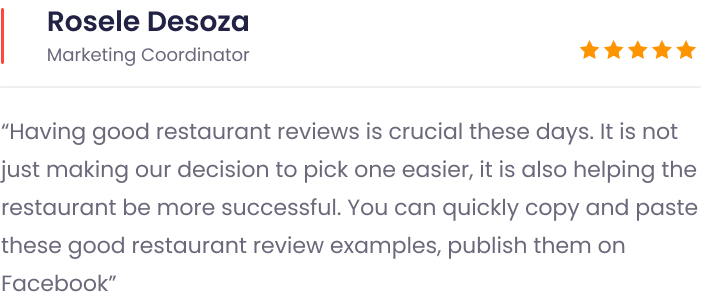 Rosele Desoza
Marketing Coordinator
“Having good restaurant reviews is crucial these days. It is not
just making our decision to pick one easier, it is also helping the
restaurant be more successful. You can quickly copy and paste
these good restaurant review examples, publish them on
Facebook”